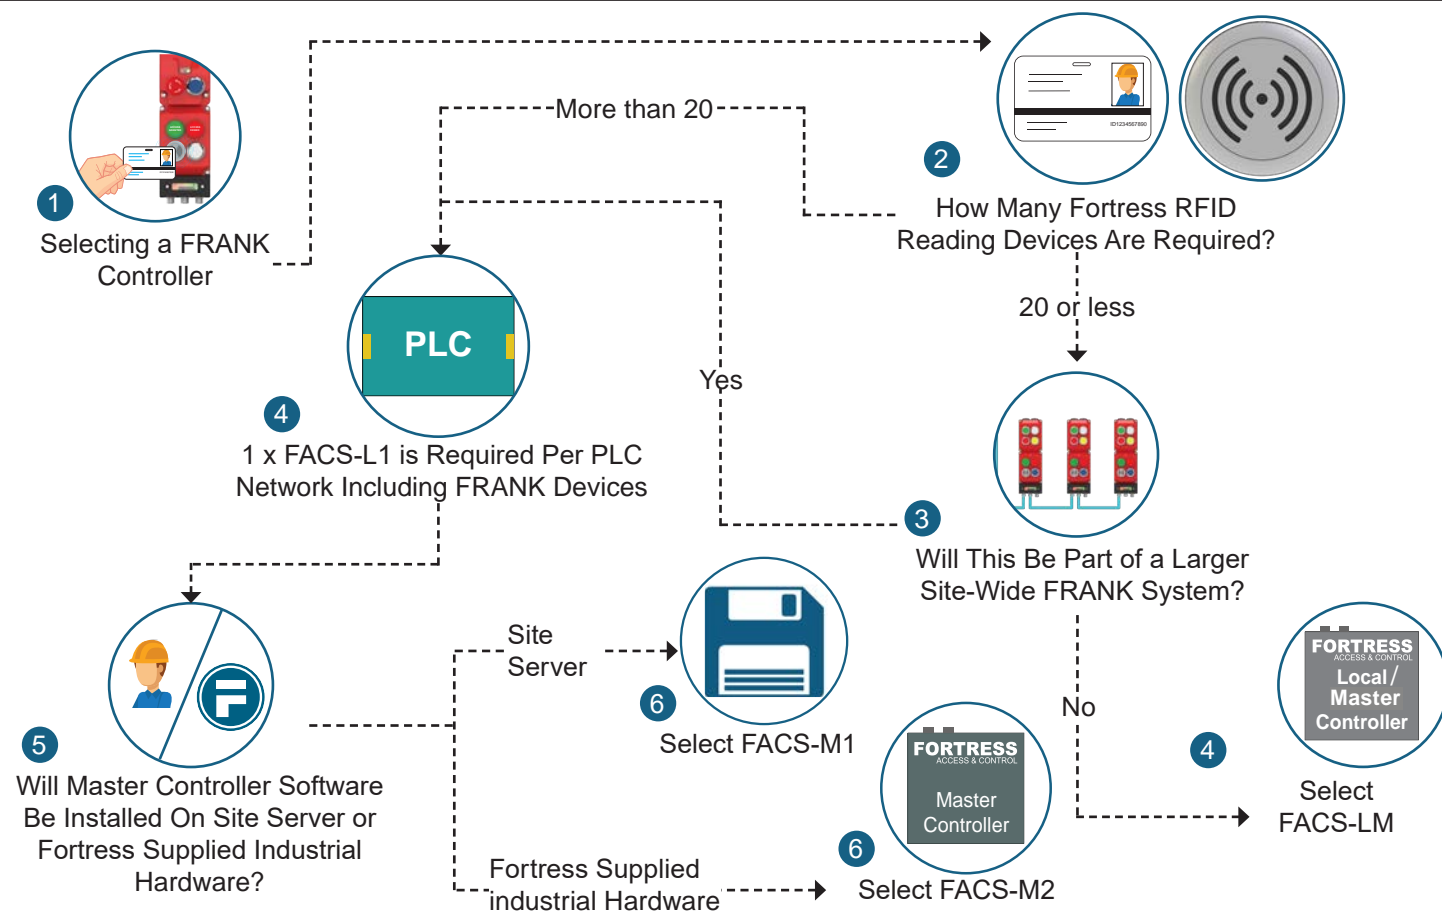 1
Selecting a FRANK
Controller
More than 20
ID1234567890
2
How Many Fortress RFID
Reading Devices Are Required?
20 or less
3
Will This Be Part of a Larger
Site-Wide FRANK System?
Yes
No
PLC
4
1 x FACS-L1 is Required Per PLC
Network Including FRANK Devices
F
5
Will Master Controller Software
Be Installed On Site Server or
Fortress Supplied Industrial
Hardware?
Site
Server
6
Select FACS-M1
Fortress Supplied
industrial Hardware
FORTRESS
ACCESS & CONTROL
Master
Controller
6
Select FACS-M2
FORTRESS
ACCESS & CONTROL
Local/
Master
Controller
4
Select
FACS-LM